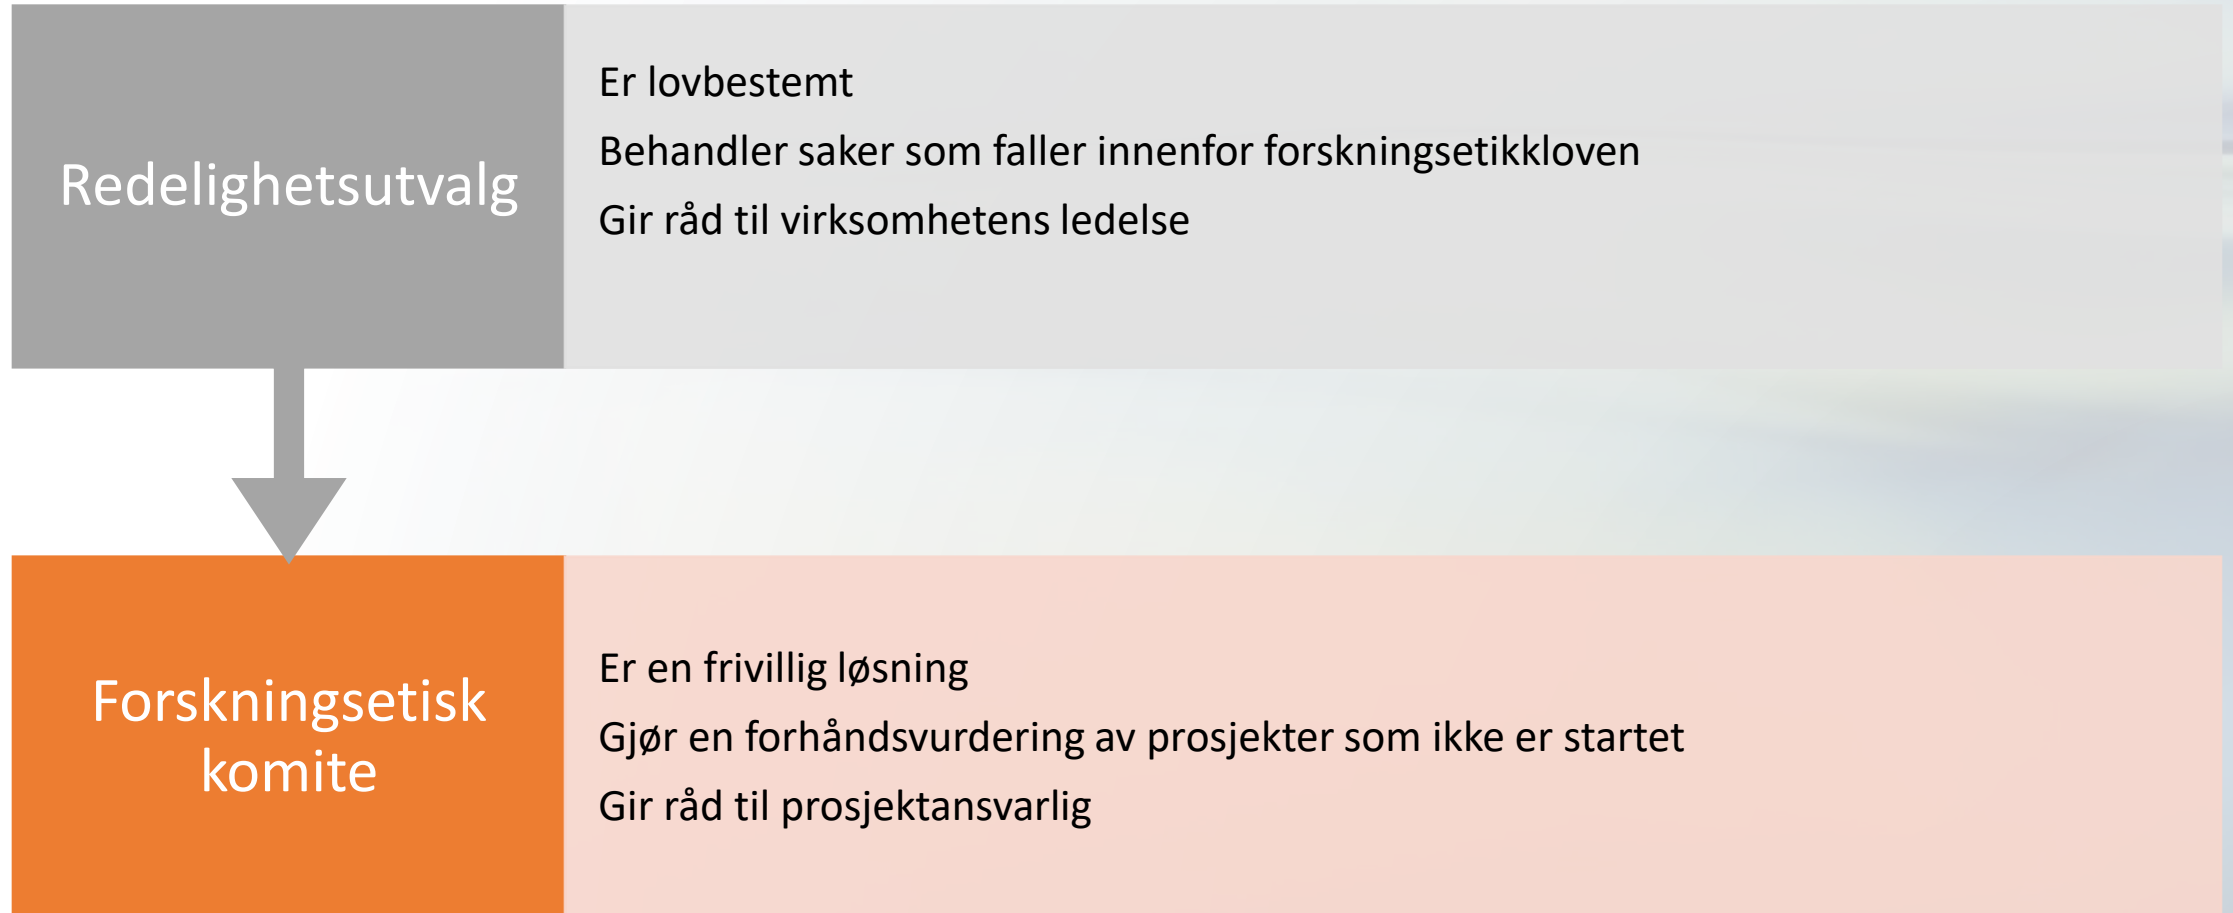 Redelighetsutvalg
Er lovbestemt
Behandler saker som faller innenfor forskningsetikkloven
Gir råd til virksomhetens ledelse
Forskningsetisk
komite
Er en frivillig løsning
Gjør en forhåndsvurdering av prosjekter som ikke er startet
Gir råd til prosjektansvarlig